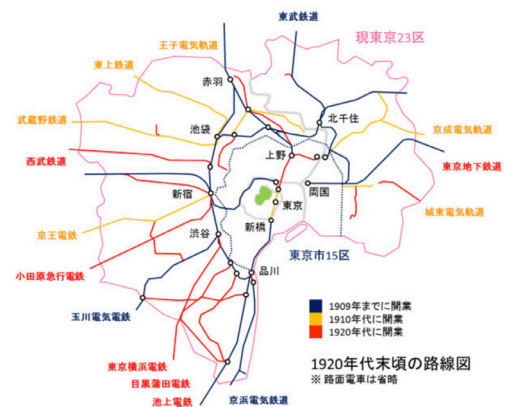 東武鉄道
現東京23区
王子電気軌道
東上鉄道
赤羽
武蔵野鉄道
北千住
池袋
京成電気軌道
西武鉄道
上野
東京地下鉄道
新宿
東京
両国
城東電気軌道
京王電鉄
渋谷
新橋
東京市15区
小田原急行電鉄
品川
玉川電気電鉄
1909年までに開業
1910年代に開業
1920年代に開業
東京横浜電鉄
目黒蒲田電鉄
池上電鉄
京浜電気鉄道
1920年代末頃の路線図
※ 路面電車は省略